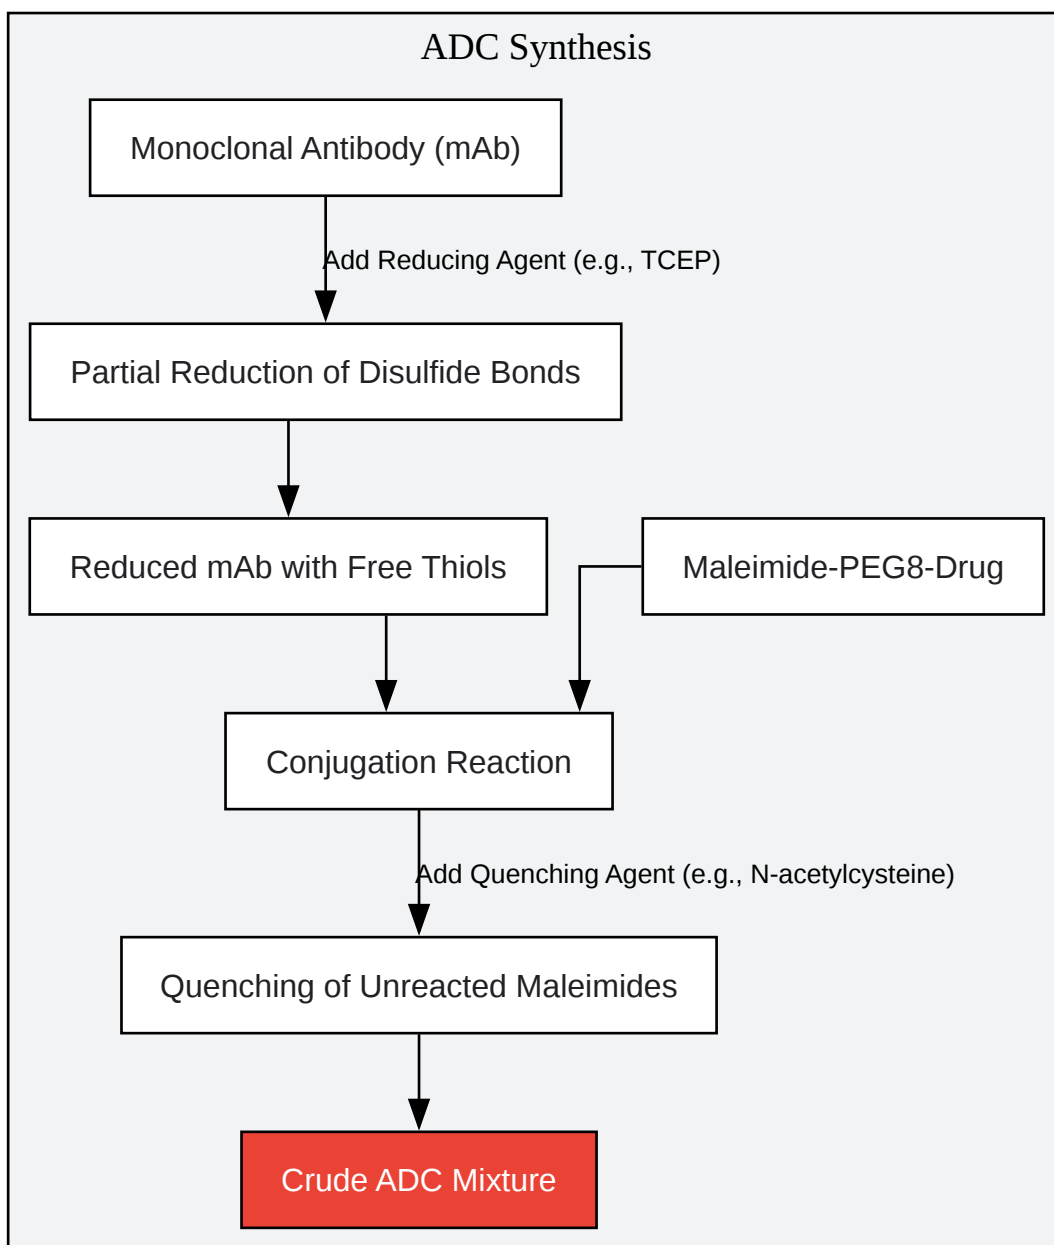 ADC Synthesis
Monoclonal Antibody (mAb)
Add Reducing Agent (e.g., TCEP)
Partial Reduction of Disulfide Bonds
Reduced mAb with Free Thiols
Maleimide-PEG8-Drug
Conjugation Reaction
Add Quenching Agent (e.g., N-acetylcysteine)
Quenching of Unreacted Maleimides
Crude ADC Mixture